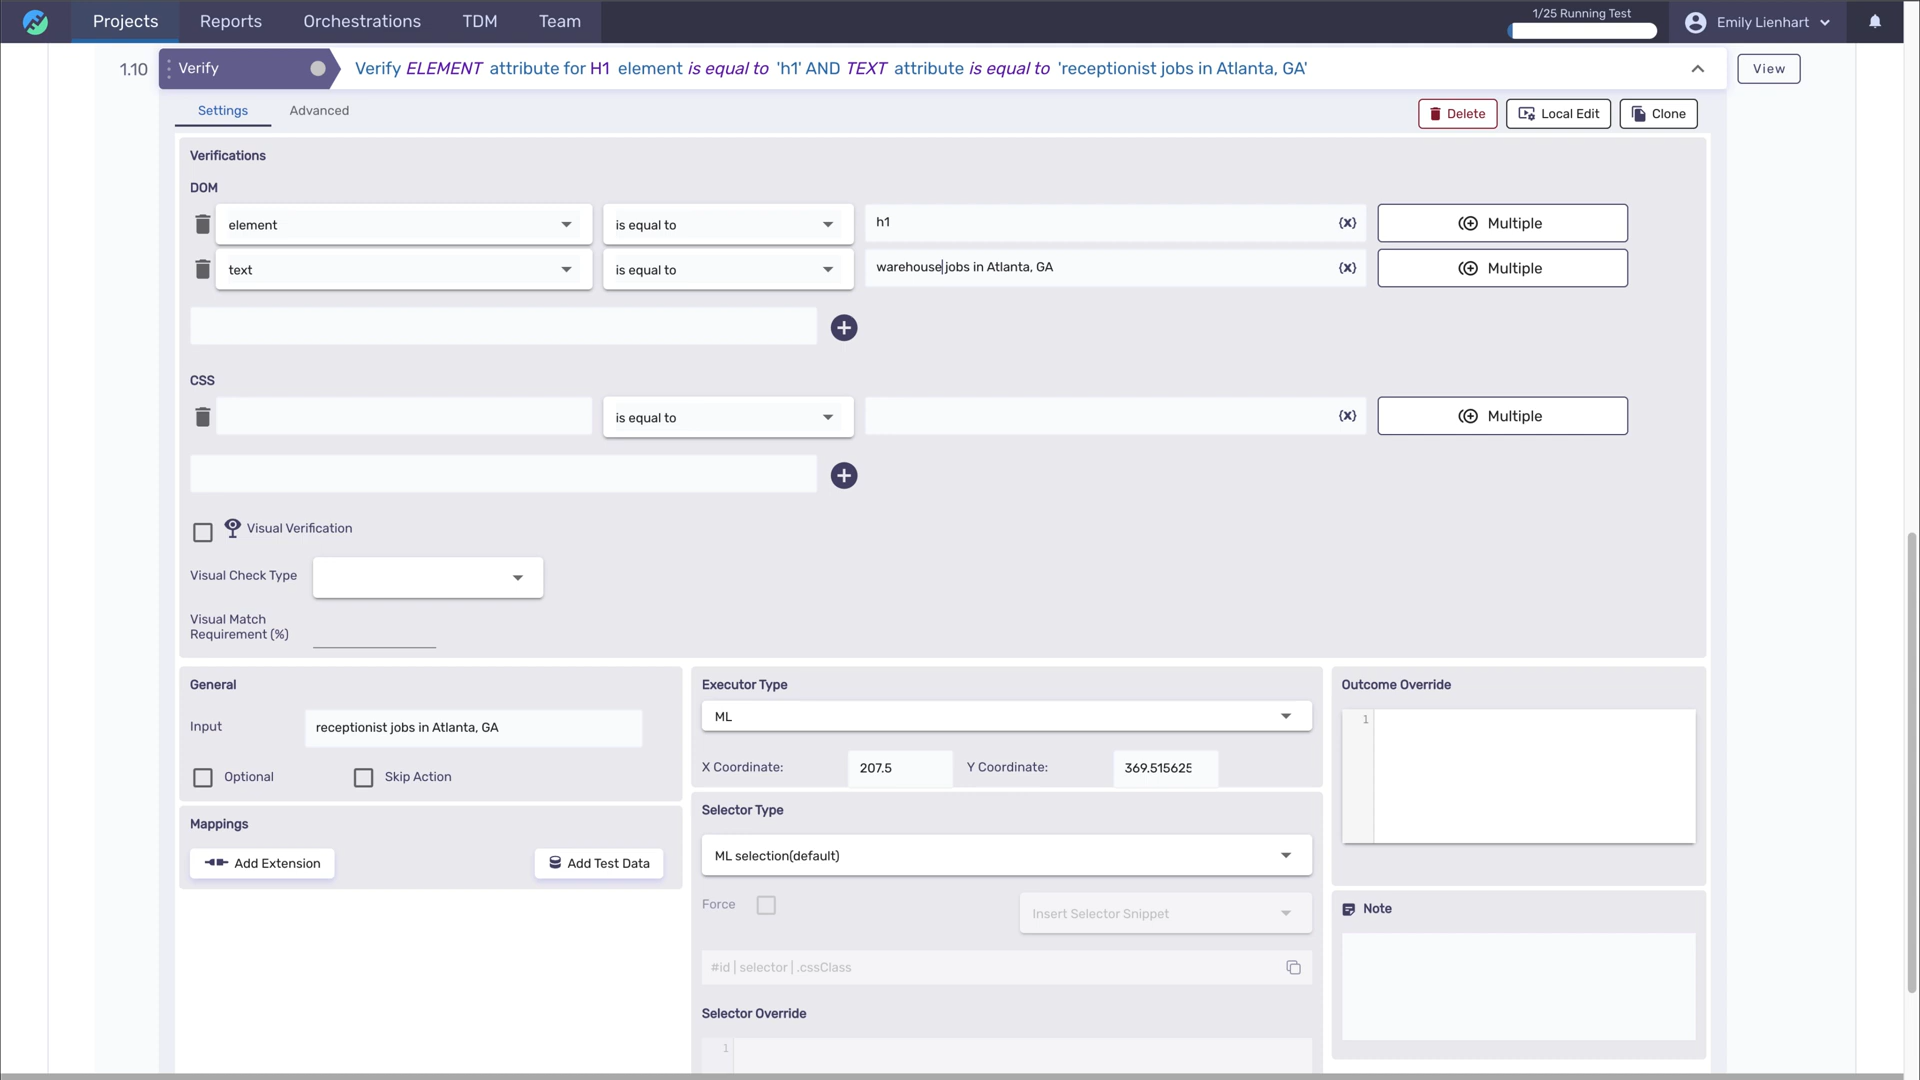 Projects
Reports
Orchestrations
TDM
Team
1/25 Running Test
Emily Lienhart
1.10
Verify
Verify ELEMENT attribute for H1 element is equal to 'h1' AND TEXT attribute is equal to 'receptionist jobs in Atlanta, GA'
View
Settings
Advanced
Delete
Local Edit
Clone
Verifications
DOM
element
is equal to
h1
{x}
Multiple
text
is equal to
warehouse jobs in Atlanta, GA
{x}
Multiple
CSS
is equal to
{x}
Multiple
Visual Verification
Visual Check Type
Visual Match
Requirement (%)
General
Input
receptionist jobs in Atlanta, GA
Optional
Skip Action
Mappings
Add Extension
Add Test Data
Executor Type
ML
X Coordinate:
207.5
Y Coordinate:
369.515625
Selector Type
ML selection(default)
Force
Insert Selector Snippet
#id | selector | .cssClass
Selector Override
1
Outcome Override
1
Note